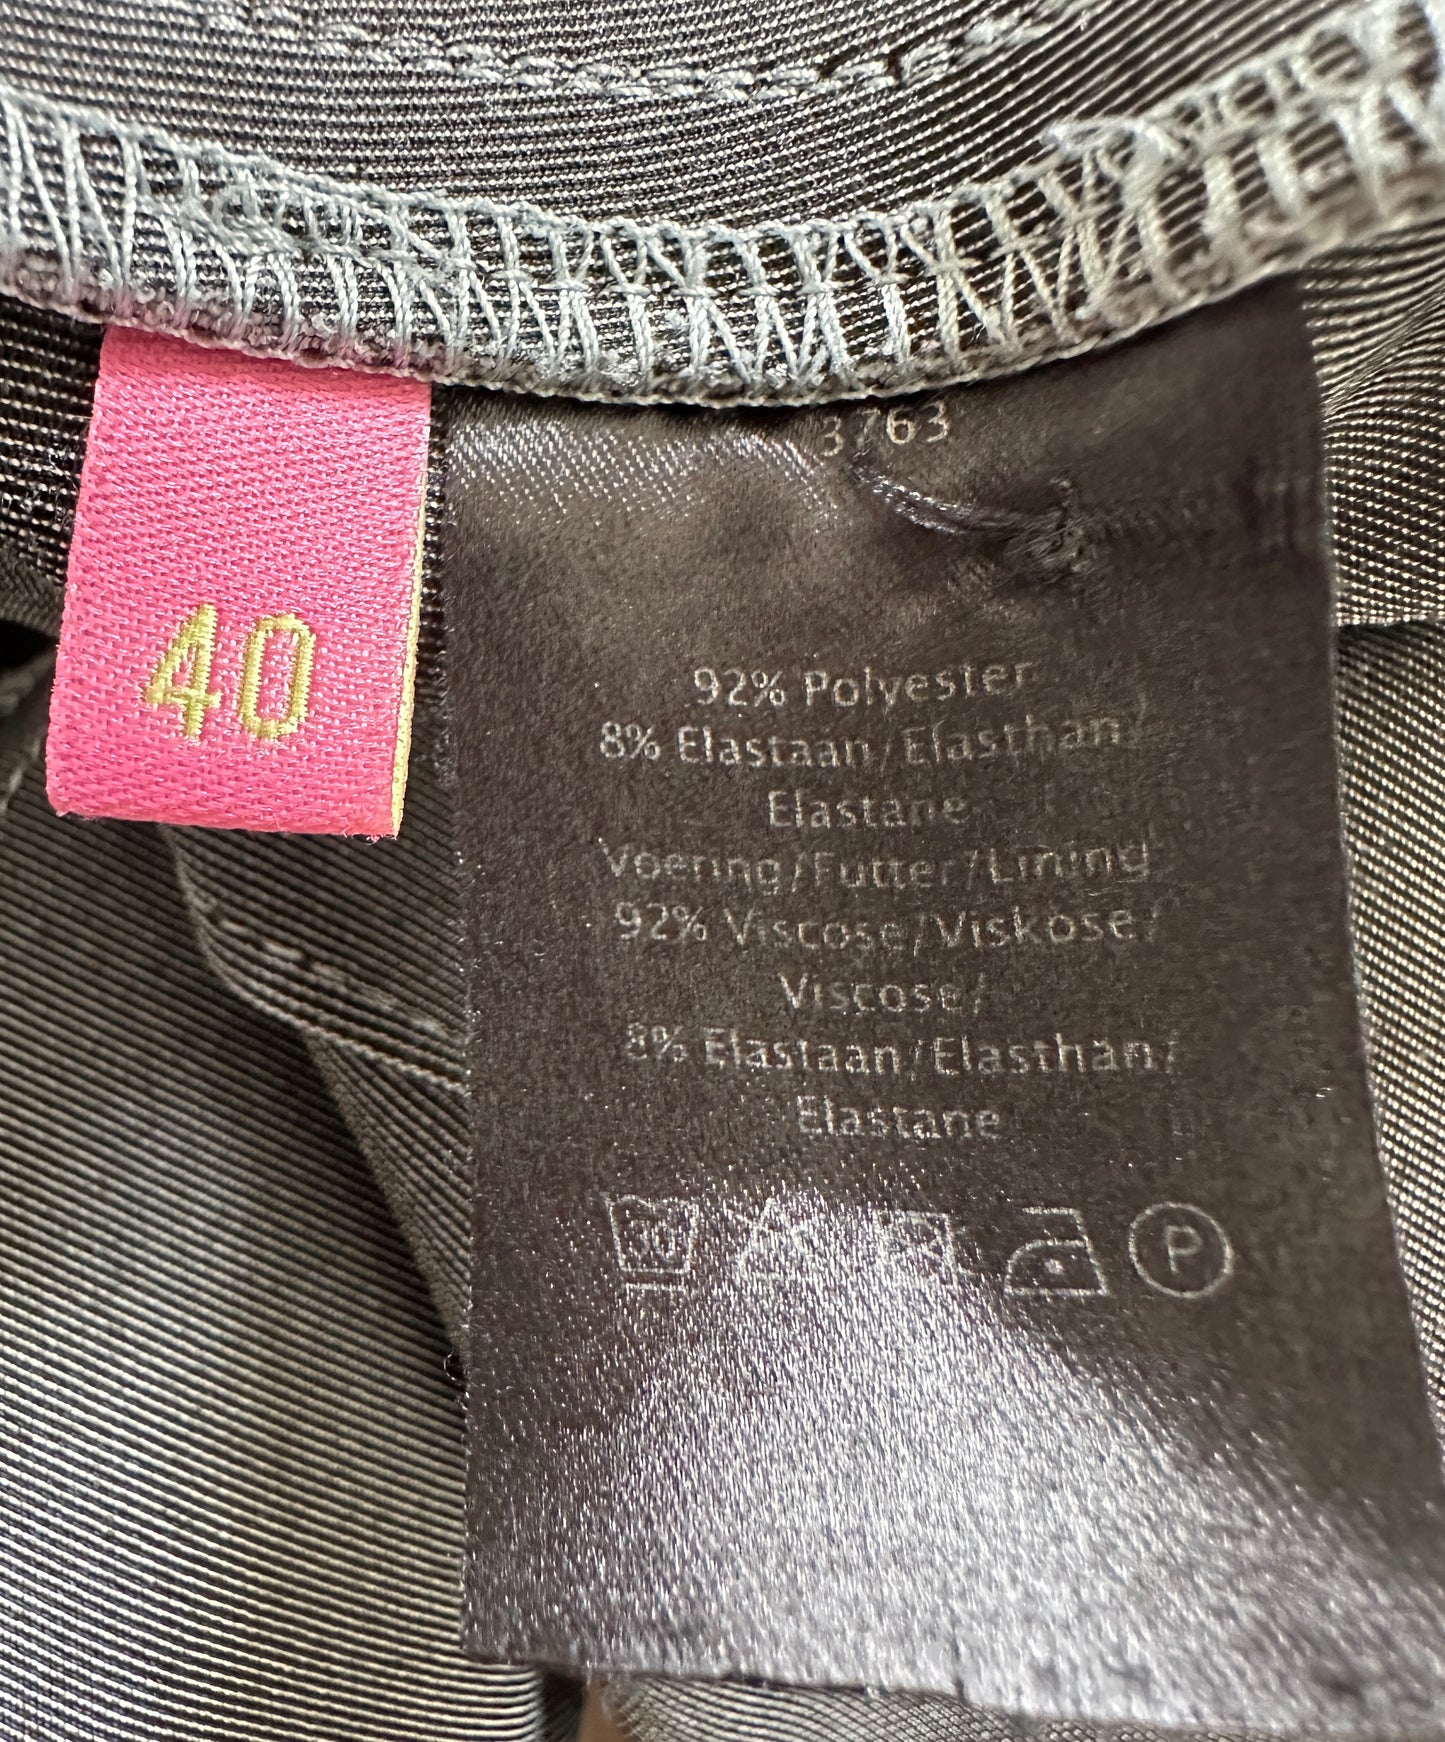 3763
40
92% Polyester
8% Elastaan/Elasthan/
Elastane
Voering/Futter/Lining
92% Viscose/Viskose/
Viscose/
8% Elastaan/Elasthan/
Elastane
30
P